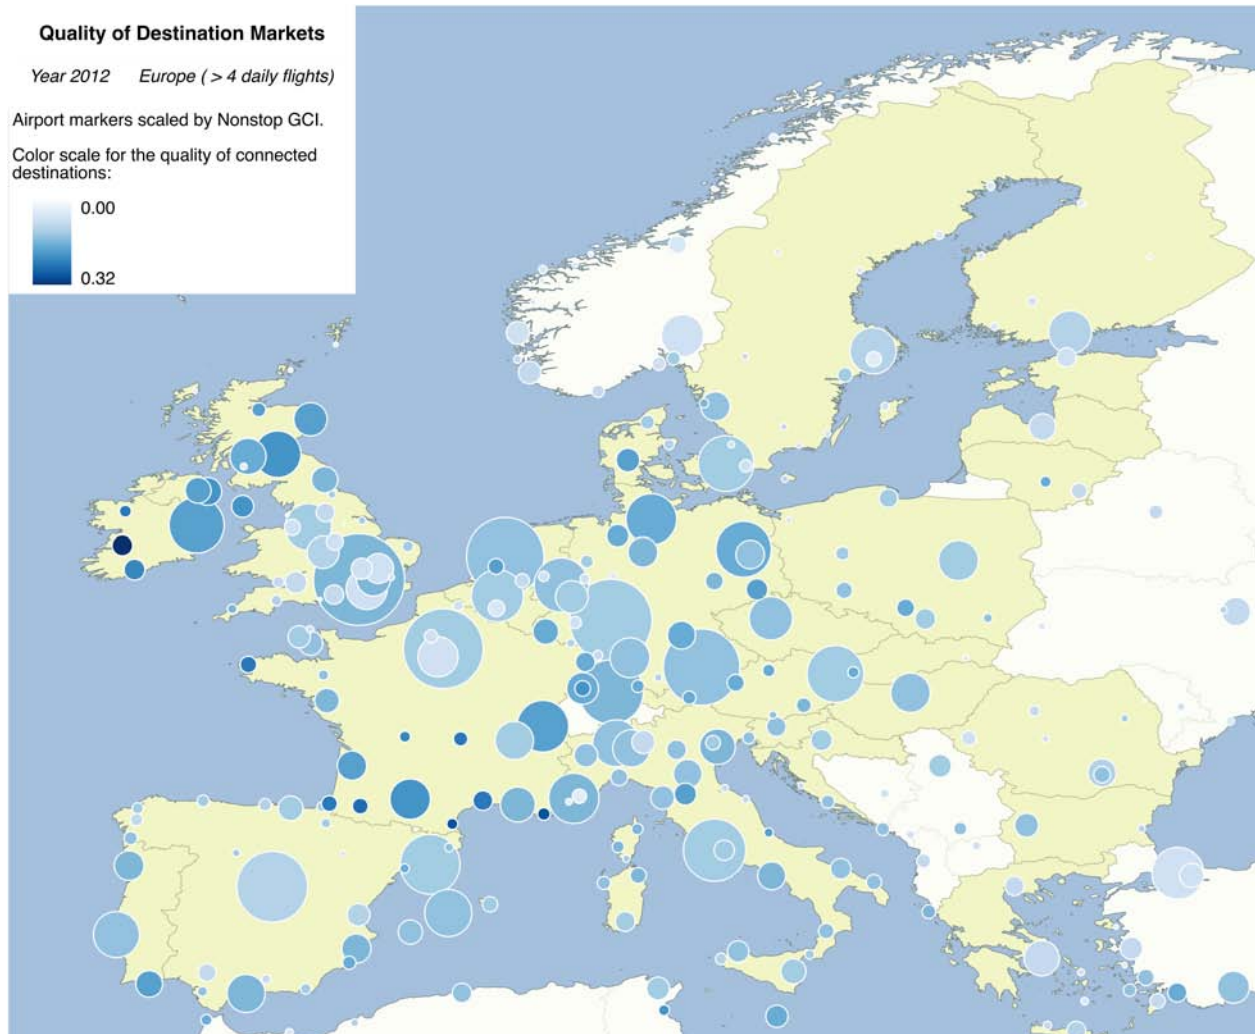 Quality of Destination Markets
Year 2012 Europe ( > 4 daily flights)
Airport markers scaled by Nonstop GCI.
Color scale for the quality of connected
destinations:
0.00
0.32